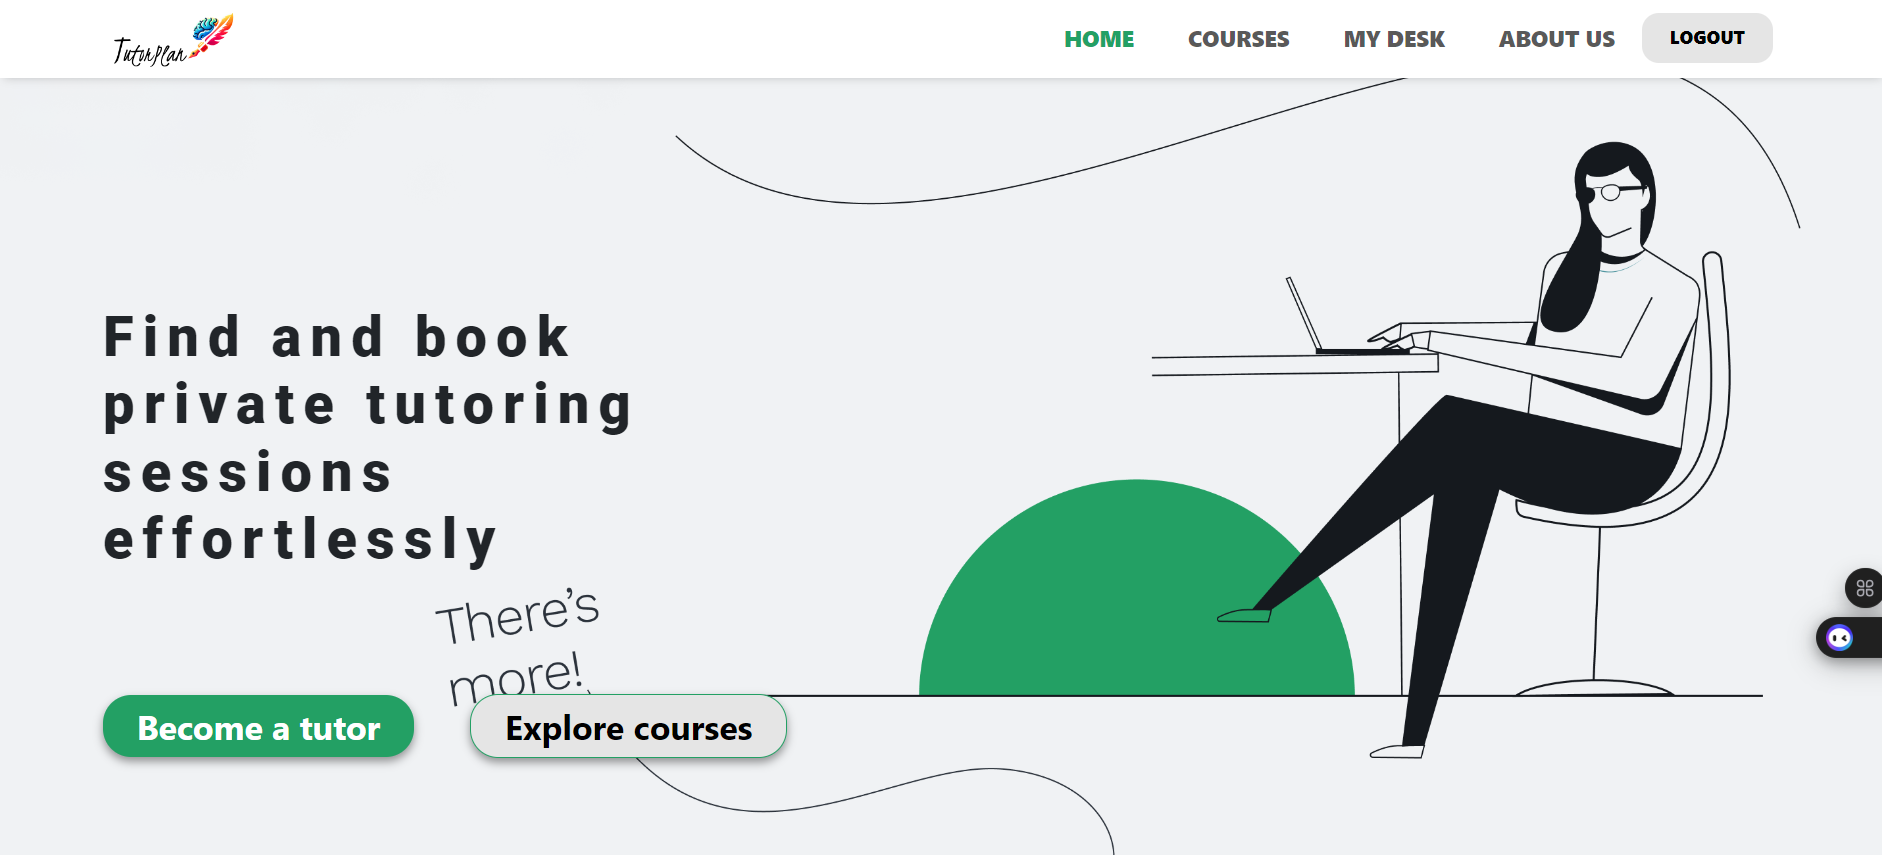 TutorPlan
HOME COURSES MY DESK ABOUT US LOGOUT
Find and book
private tutoring
sessions
effortlessly
There's
more!
Become a tutor
Explore courses